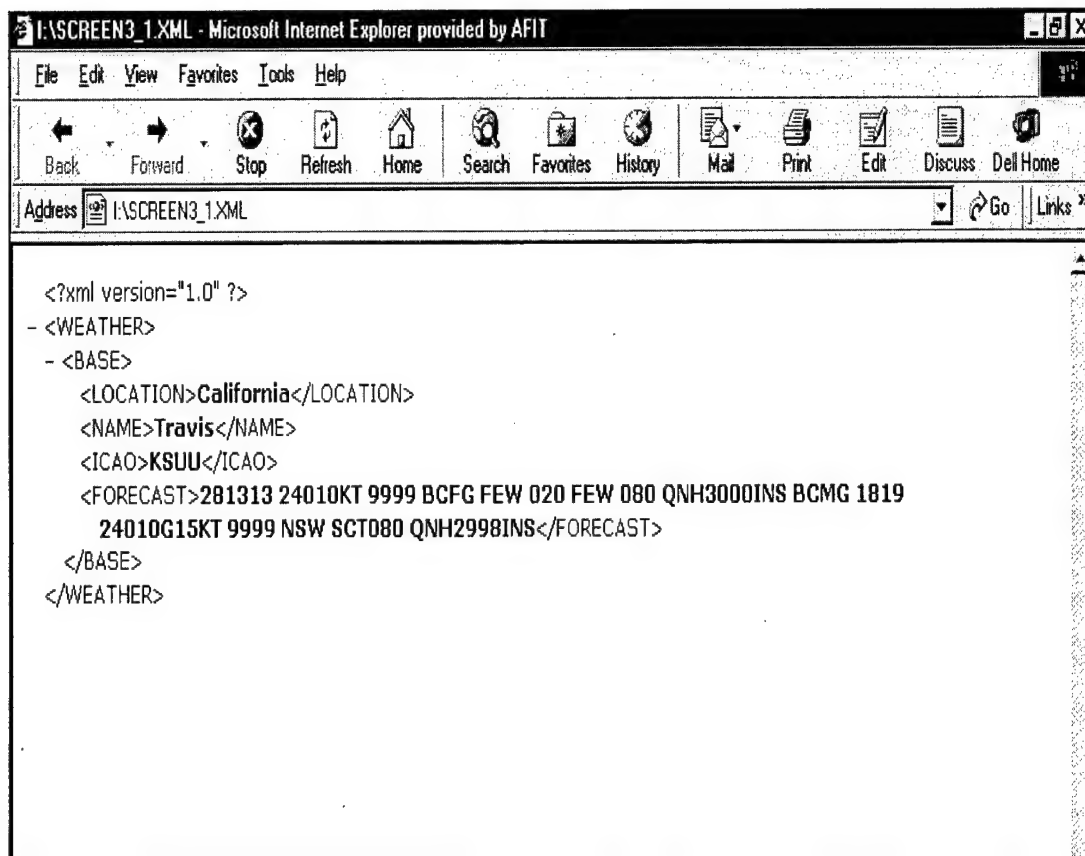 I:\SCREEN3_1.XML - Microsoft Internet Explorer provided by AFIT
File Edit View Favorites Tools Help
Back Forward Stop Refresh Home Search Favorites History Mail Print Edit Discuss Dell Home
Address I:\SCREEN3_1.XML Go Links »
<?xml version="1.0" ?>
- <WEATHER>
- <BASE>
<LOCATION>California</LOCATION>
<NAME>Travis</NAME>
<ICAO>KSUU</ICAO>
<FORECAST>281313 24010KT 9999 BCFG FEW 020 FEW 080 QNH3000INS BCMG 1819
24010G15KT 9999 NSW SCT080 QNH2998INS</FORECAST>
</BASE>
</WEATHER>